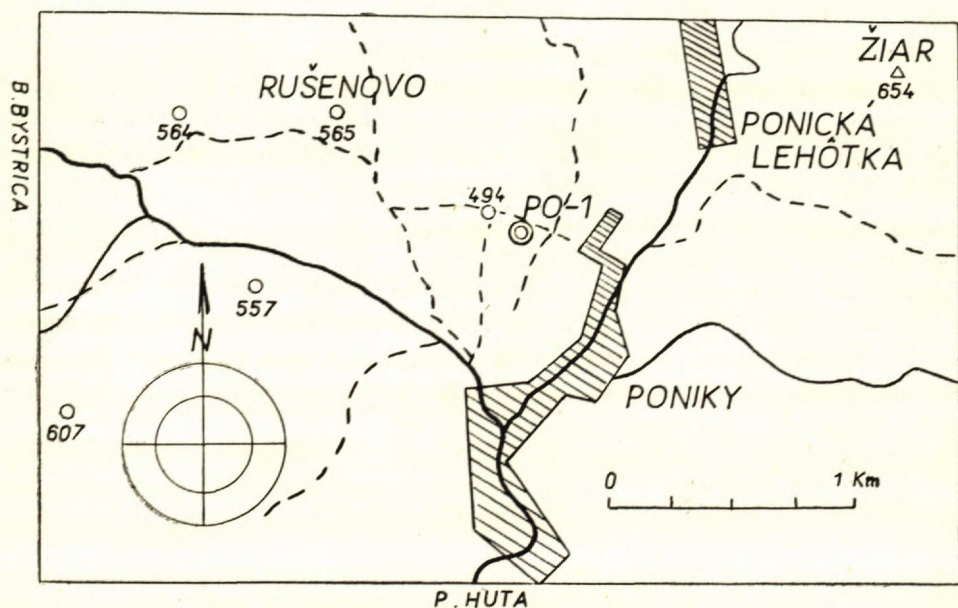 ŽIAR
654
RUŠENOVO
564
565
PONICKÁ
LEHÔTKA
B. BYSTRICA
494
PO-1
557
N
607
PONIKY
0 1 Km
P. HUTA